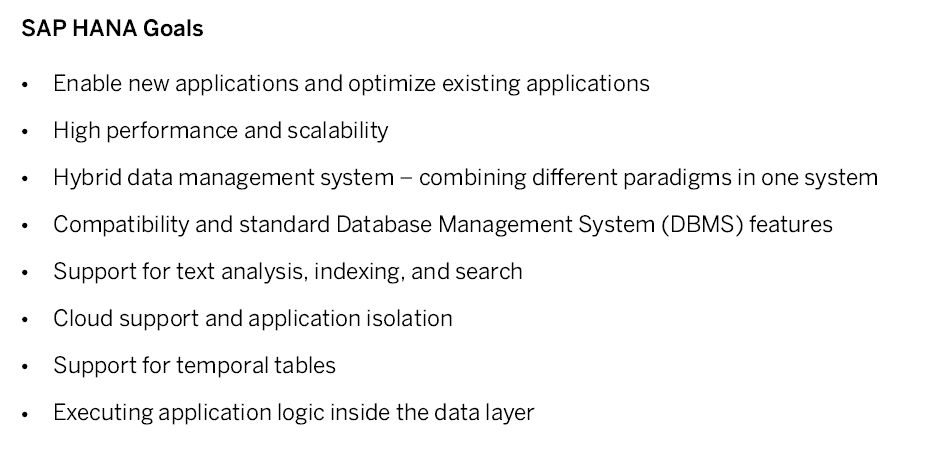 SAP HANA Goals
• Enable new applications and optimize existing applications
• High performance and scalability
• Hybrid data management system – combining different paradigms in one system
• Compatibility and standard Database Management System (DBMS) features
• Support for text analysis, indexing, and search
• Cloud support and application isolation
• Support for temporal tables
• Executing application logic inside the data layer